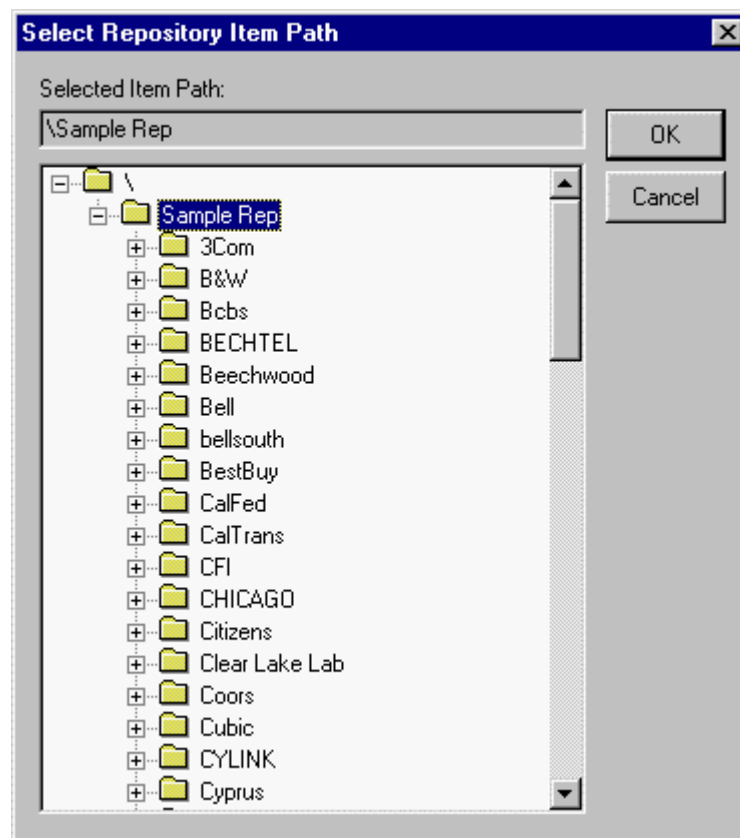 Select Repository Item Path
Selected Item Path:
\Sample Rep
OK
Cancel
\
Sample Rep
3Com
B&W
Bcbs
BECHTEL
Beechwood
Bell
bellsouth
BestBuy
CalFed
CalTrans
CFI
CHICAGO
Citizens
Clear Lake Lab
Coors
Cubic
CYLINK
Cyprus